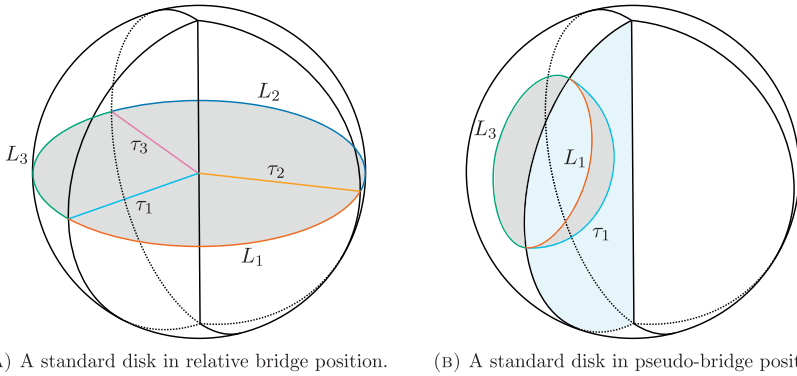 L₂
L₃
τ₃
τ₂
τ₁
L₁
A) A standard disk in relative bridge position.
L₃
L₁
τ₁
(B) A standard disk in pseudo-bridge posit